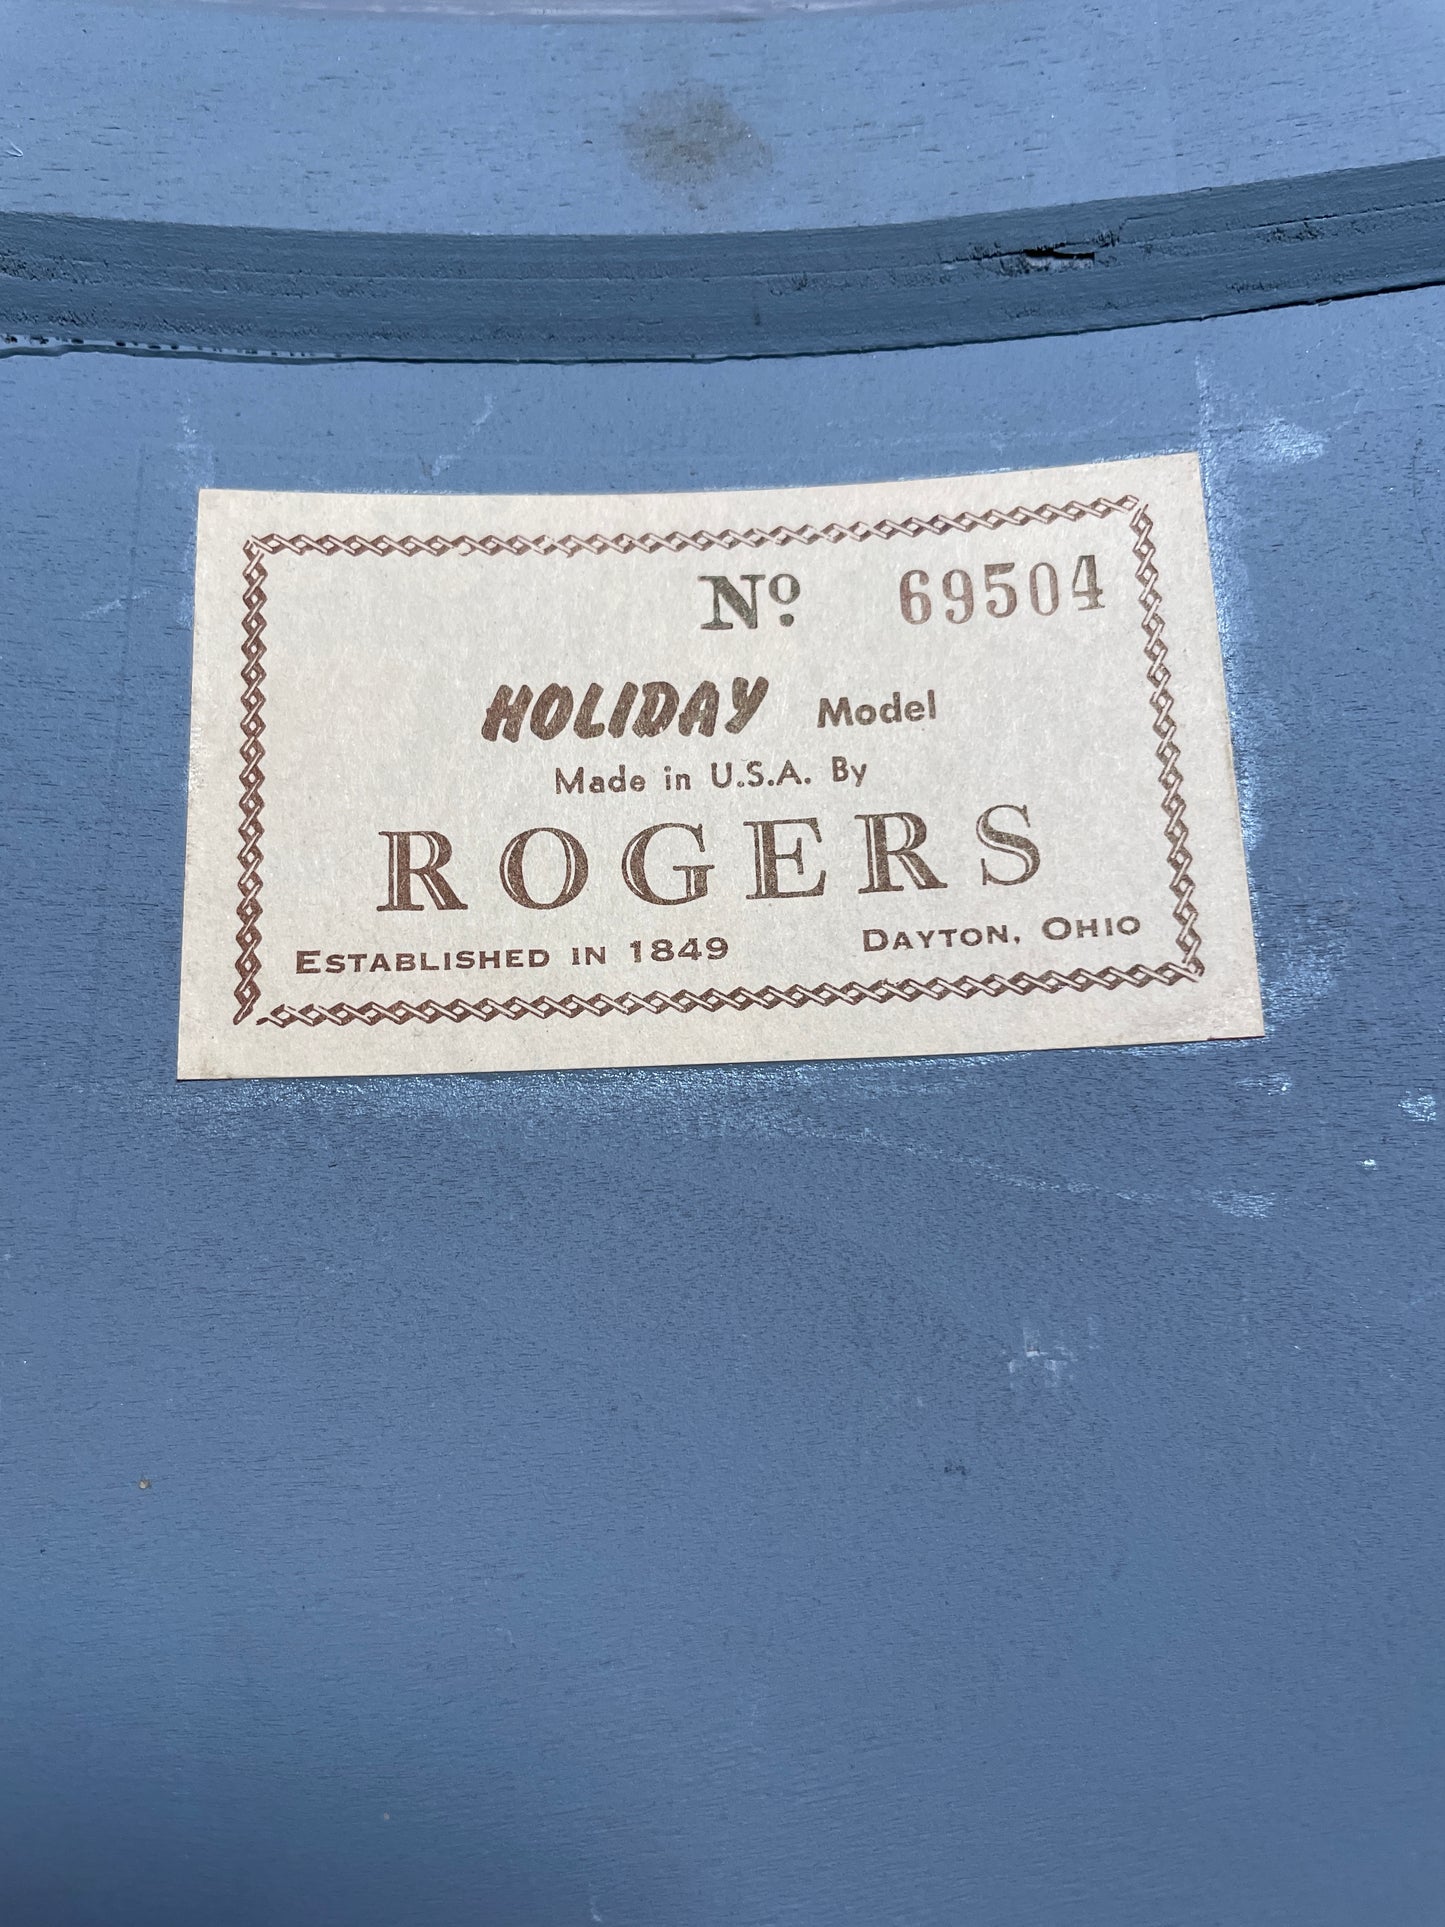 Nº 69504
HOLIDAY Model
Made in U.S.A. By
ROGERS
ESTABLISHED IN 1849 DAYTON, OHIO